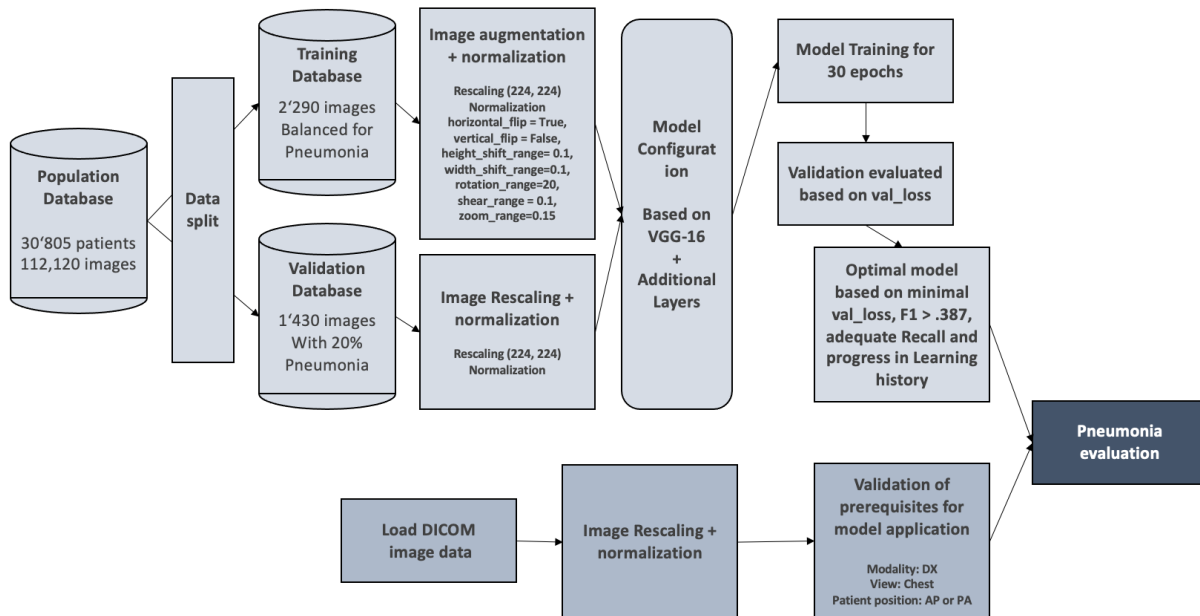 Population
Database
30‘805 patients
112,120 images
Data
split
Training
Database
2‘290 images
Balanced for
Pneumonia
Validation
Database
1‘430 images
With 20%
Pneumonia
Image augmentation
+ normalization
Rescaling (224, 224)
Normalization
horizontal_flip = True,
vertical_flip = False,
height_shift_range= 0.1,
width_shift_range=0.1,
rotation_range=20,
shear_range = 0.1,
zoom_range=0.15
Image Rescaling +
normalization
Rescaling (224, 224)
Normalization
Model
Configurat
ion
Based on
VGG-16
+
Additional
Layers
Model Training for
30 epochs
Validation evaluated
based on val_loss
Optimal model
based on minimal
val_loss, F1 > .387,
adequate Recall and
progress in Learning
history
Load DICOM
image data
Image Rescaling +
normalization
Validation of
prerequisites for
model application
Modality: DX
View: Chest
Patient position: AP or PA
Pneumonia
evaluation